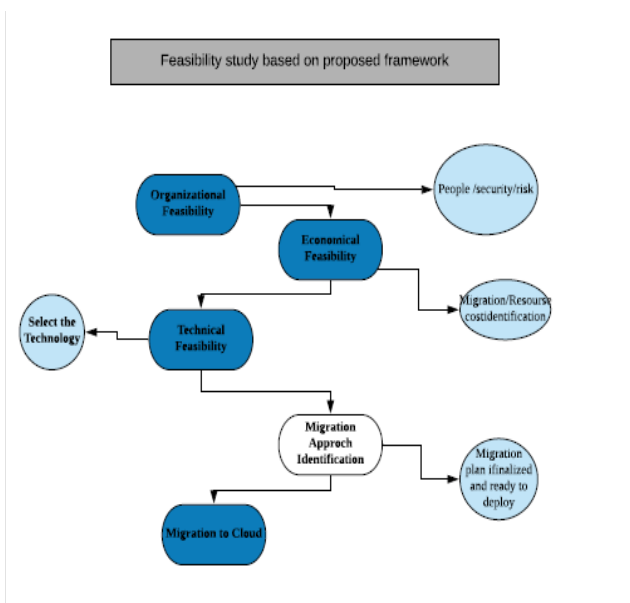 Feasibility study based on proposed framework
Organizational
Feasibility
People /security/risk
Economical
Feasibility
Migration/Resourse
costidentification
Select the
Technology
Technical
Feasibility
Migration
Approch
Identification
Migration
plan ifinalized
and ready to
deploy
Migration to Cloud